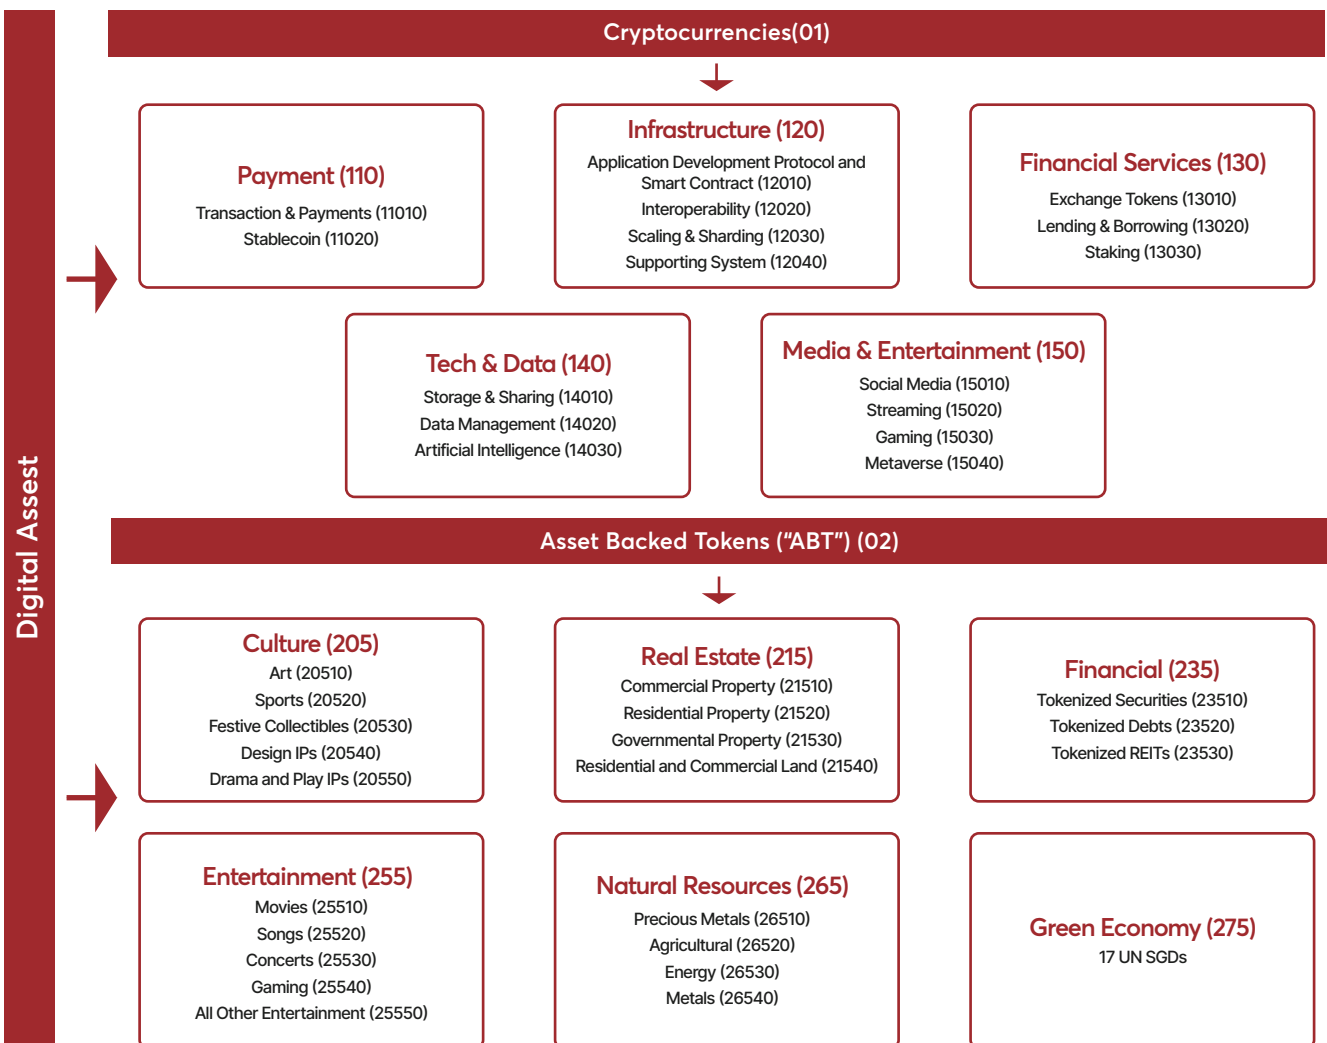 Digital Assest
Cryptocurrencies(01)
Payment (110)
Transaction & Payments (11010)
Stablecoin (11020)
Infrastructure (120)
Application Development Protocol and
Smart Contract (12010)
Interoperability (12020)
Scaling & Sharding (12030)
Supporting System (12040)
Financial Services (130)
Exchange Tokens (13010)
Lending & Borrowing (13020)
Staking (13030)
Tech & Data (140)
Storage & Sharing (14010)
Data Management (14020)
Artificial Intelligence (14030)
Media & Entertainment (150)
Social Media (15010)
Streaming (15020)
Gaming (15030)
Metaverse (15040)
Asset Backed Tokens (“ABT”) (02)
Culture (205)
Art (20510)
Sports (20520)
Festive Collectibles (20530)
Design IPs (20540)
Drama and Play IPs (20550)
Real Estate (215)
Commercial Property (21510)
Residential Property (21520)
Governmental Property (21530)
Residential and Commercial Land (21540)
Financial (235)
Tokenized Securities (23510)
Tokenized Debts (23520)
Tokenized REITs (23530)
Entertainment (255)
Movies (25510)
Songs (25520)
Concerts (25530)
Gaming (25540)
All Other Entertainment (25550)
Natural Resources (265)
Precious Metals (26510)
Agricultural (26520)
Energy (26530)
Metals (26540)
Green Economy (275)
17 UN SGDs